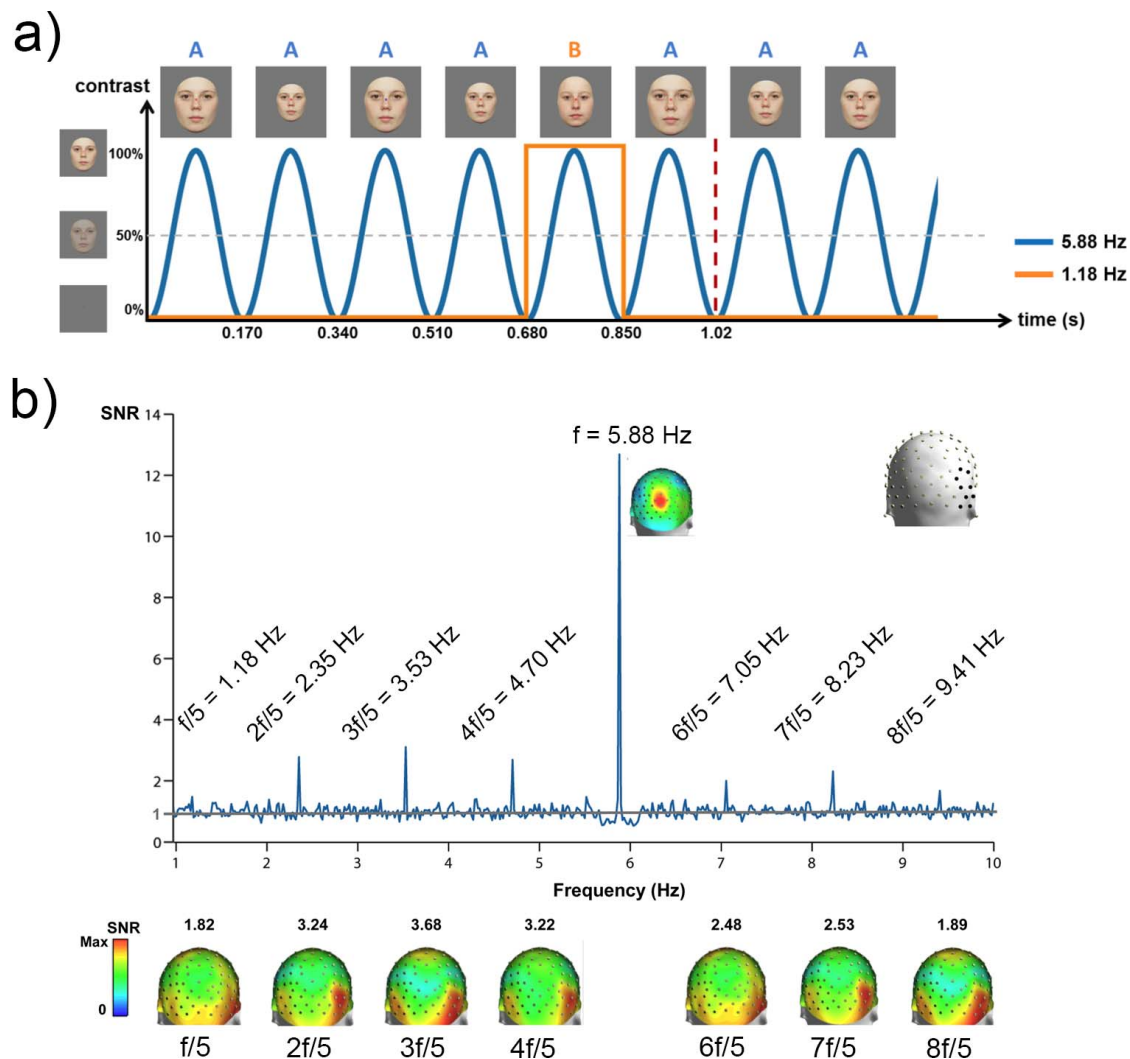 a)
A A A A B A A A
contrast
100%
50%
0%
5.88 Hz
1.18 Hz
0.170 0.340 0.510 0.680 0.850 1.02 time (s)
b)
SNR
14
12
10
8
6
4
2
1
0
f = 5.88 Hz
f/5 = 1.18 Hz
2f/5 = 2.35 Hz
3f/5 = 3.53 Hz
4f/5 = 4.70 Hz
6f/5 = 7.05 Hz
7f/5 = 8.23 Hz
8f/5 = 9.41 Hz
1 2 3 4 5 6 7 8 9 10
Frequency (Hz)
SNR
Max
0
1.82 3.24 3.68 3.22 2.48 2.53 1.89
f/5 2f/5 3f/5 4f/5 6f/5 7f/5 8f/5